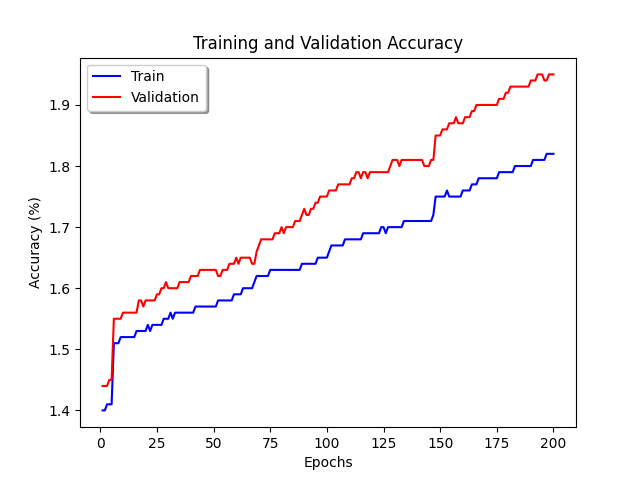 Training and Validation Accuracy
Train
Validation
Accuracy (%)
1.9
1.8
1.7
1.6
1.5
1.4
0 25 50 75 100 125 150 175 200
Epochs